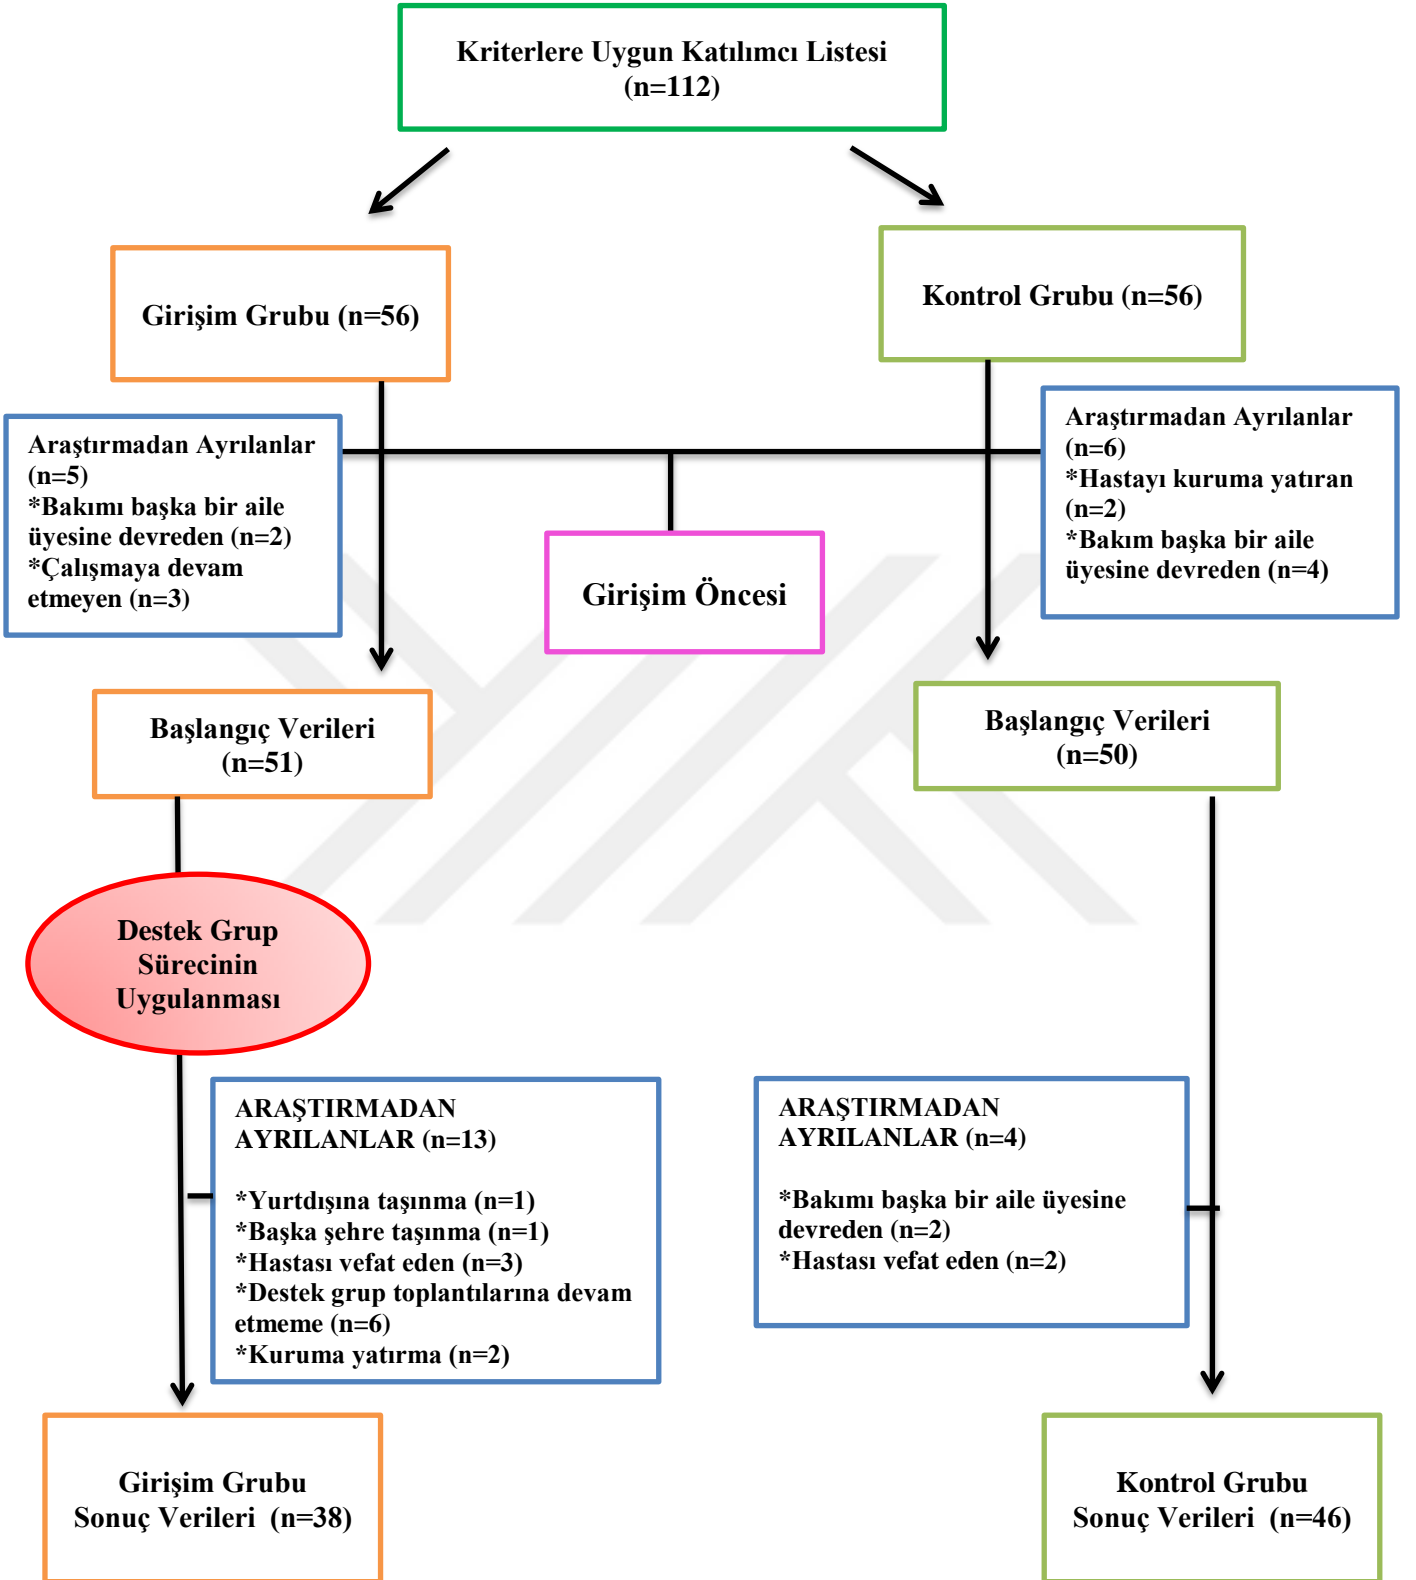 Kriterlere Uygun Katılımcı Listesi
(n=112)
Girişim Grubu (n=56)
Kontrol Grubu (n=56)
Araştırmadan Ayrılanlar
(n=5)
*Bakımı başka bir aile
üyesine devreden (n=2)
*Çalışmaya devam
etmeyen (n=3)
Araştırmadan Ayrılanlar
(n=6)
*Hastayı kuruma yatıran
(n=2)
*Bakım başka bir aile
üyesine devreden (n=4)
Girişim Öncesi
Başlangıç Verileri
(n=51)
Başlangıç Verileri
(n=50)
Destek Grup
Sürecinin
Uygulanması
ARAŞTIRMADAN
AYRILANLAR (n=13)
*Yurtdışına taşınma (n=1)
*Başka şehre taşınma (n=1)
*Hastası vefat eden (n=3)
*Destek grup toplantılarına devam
etmeme (n=6)
*Kuruma yatırma (n=2)
ARAŞTIRMADAN
AYRILANLAR (n=4)
*Bakımı başka bir aile üyesine
devreden (n=2)
*Hastası vefat eden (n=2)
Girişim Grubu
Sonuç Verileri (n=38)
Kontrol Grubu
Sonuç Verileri (n=46)